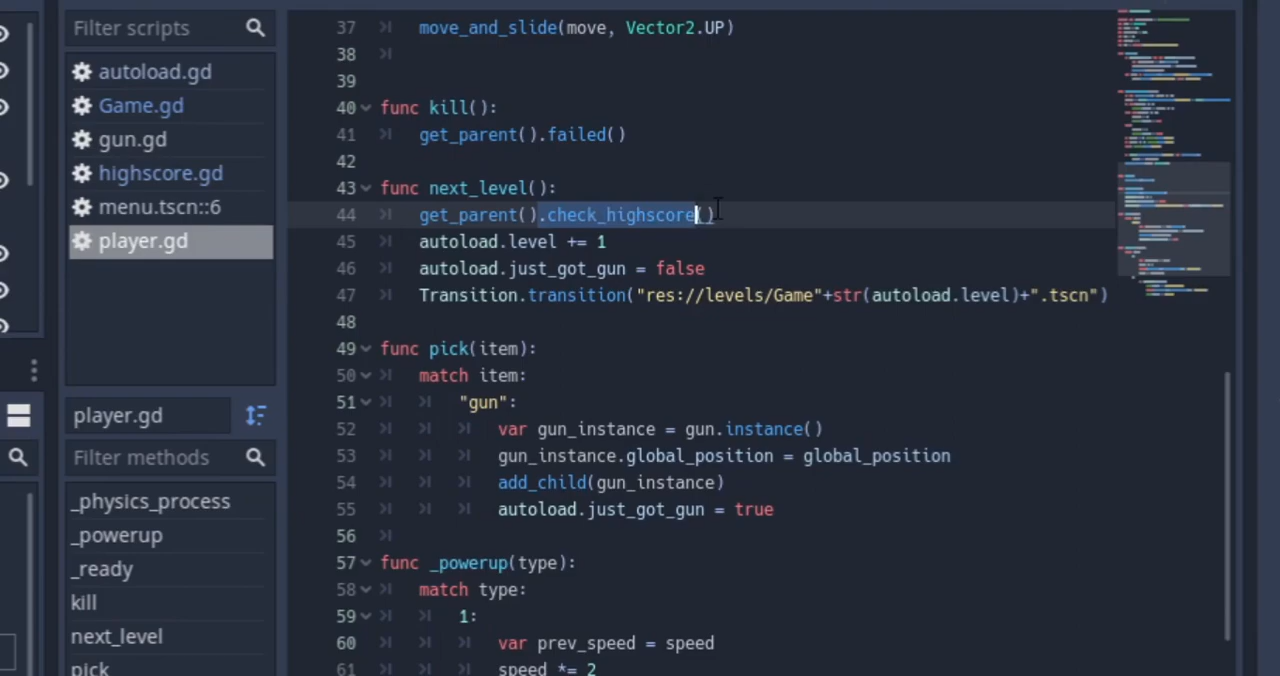 Filter scripts
autoload.gd
Game.gd
gun.gd
highscore.gd
menu.tscn::6
player.gd
player.gd
Filter methods
_physics_process
_powerup
_ready
kill
next_level
pick
37 move_and_slide(move, Vector2.UP)
38
39
40 func kill():
41 get_parent().failed()
42
43 func next_level():
44 get_parent().check_highscore()
45 autoload.level += 1
46 autoload.just_got_gun = false
47 Transition.transition("res://levels/Game"+str(autoload.level)+".tscn")
48
49 func pick(item):
50 match item:
51 "gun":
52 var gun_instance = gun.instance()
53 gun_instance.global_position = global_position
54 add_child(gun_instance)
55 autoload.just_got_gun = true
56
57 func _powerup(type):
58 match type:
59 1:
60 var prev_speed = speed
61 speed *= 2